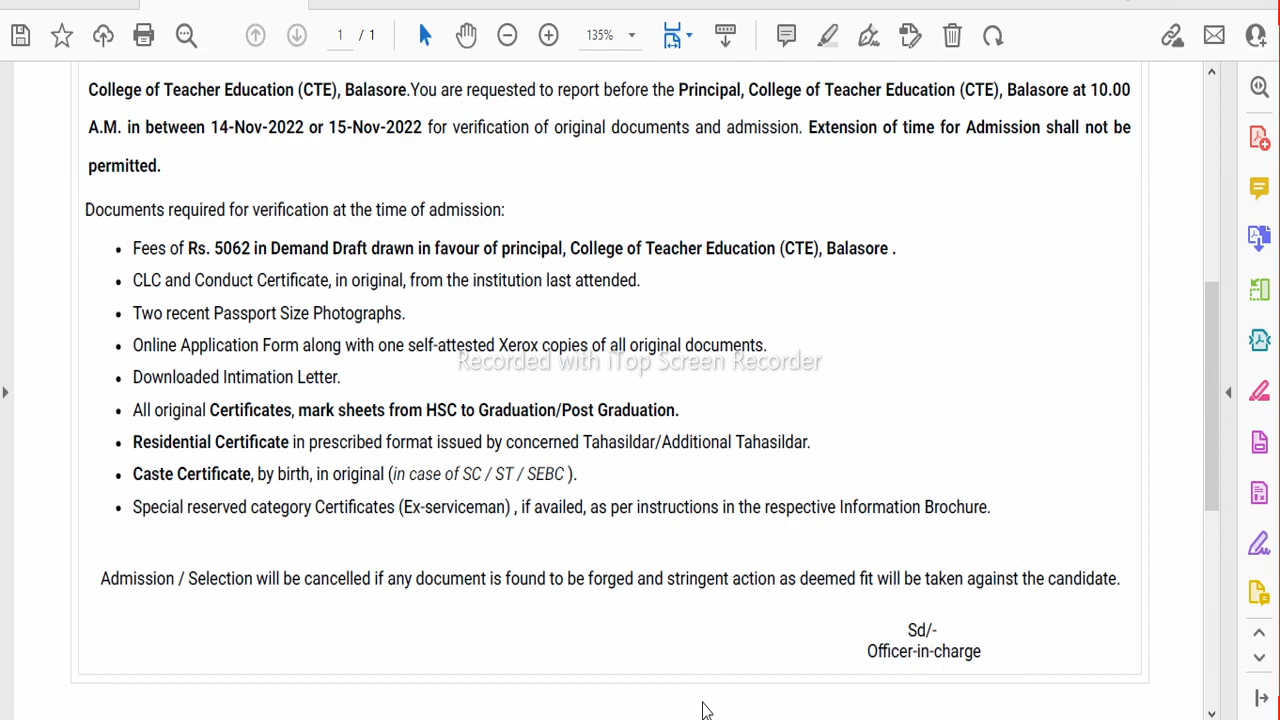 1 / 1
135%
College of Teacher Education (CTE), Balasore.You are requested to report before the Principal, College of Teacher Education (CTE), Balasore at 10.00
A.M. in between 14-Nov-2022 or 15-Nov-2022 for verification of original documents and admission. Extension of time for Admission shall not be
permitted.
Documents required for verification at the time of admission:
• Fees of Rs. 5062 in Demand Draft drawn in favour of principal, College of Teacher Education (CTE), Balasore .
• CLC and Conduct Certificate, in original, from the institution last attended.
• Two recent Passport Size Photographs.
• Online Application Form along with one self-attested Xerox copies of all original documents.
Recorded with iTop Screen Recorder
• Downloaded Intimation Letter.
• All original Certificates, mark sheets from HSC to Graduation/Post Graduation.
• Residential Certificate in prescribed format issued by concerned Tahasildar/Additional Tahasildar.
• Caste Certificate, by birth, in original (in case of SC / ST / SEBC ).
• Special reserved category Certificates (Ex-serviceman) , if availed, as per instructions in the respective Information Brochure.
Admission / Selection will be cancelled if any document is found to be forged and stringent action as deemed fit will be taken against the candidate.
Sd/-
Officer-in-charge